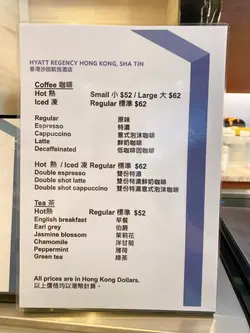 HYATT REGENCY HONG KONG, SHA TIN
香港沙田凱悅酒店
Coffee 咖啡
Hot 熱 Small 小 $52 / Large 大 $62
Iced 凍 Regular 標準 $62
Regular 原味
Espresso 特濃
Cappuccino 意式泡沫咖啡
Latte 鮮奶咖啡
Decaffeinated 低咖啡因咖啡
Hot 熱 / Iced 凍 Regular 標準 $62
Double espresso 雙份特濃
Double shot latte 雙份特濃鮮奶咖啡
Double shot cappuccino 雙份特濃意式泡沫咖啡
Tea 茶
Hot熱 Regular 標準 $52
English breakfast 早餐
Earl grey 伯爵
Jasmine blossom 茉莉花
Chamomile 洋甘菊
Peppermint 薄荷
Green tea 綠茶
All prices are in Hong Kong Dollars.
以上價格均以港幣計算。